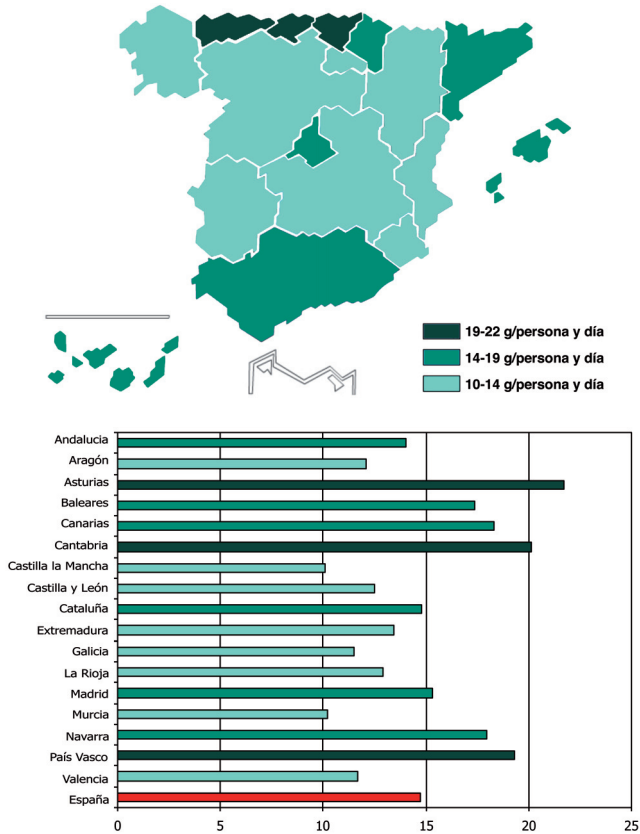 19-22 g/persona y día
14-19 g/persona y día
10-14 g/persona y día
Andalucia
Aragón
Asturias
Baleares
Canarias
Cantabria
Castilla la Mancha
Castilla y León
Cataluña
Extremadura
Galicia
La Rioja
Madrid
Murcia
Navarra
País Vasco
Valencia
España
0 5 10 15 20 25